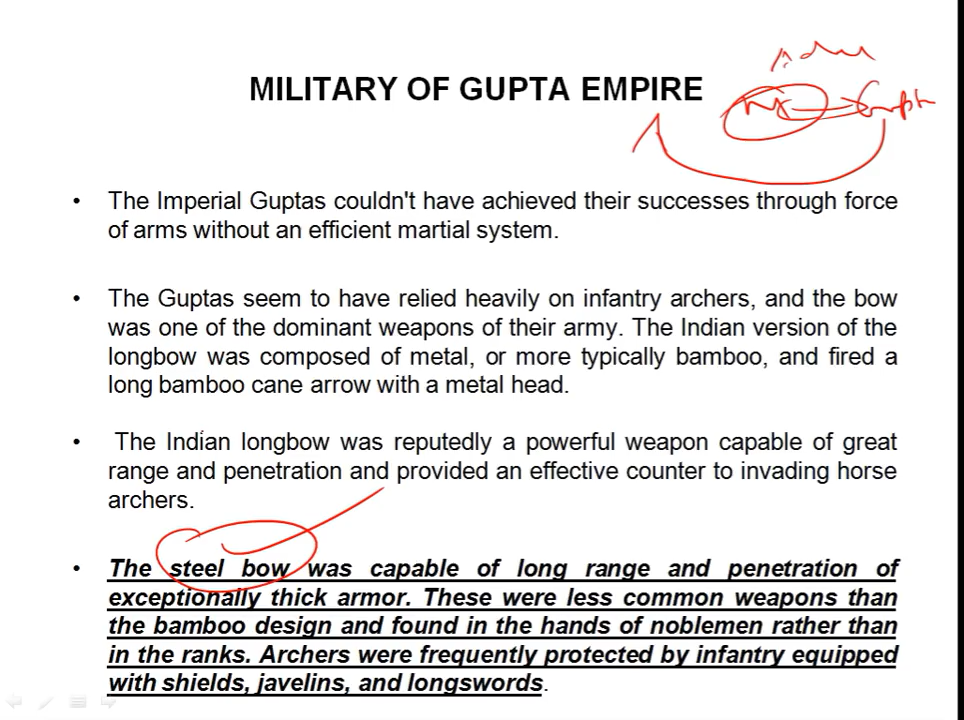 MILITARY OF GUPTA EMPIRE
Gupta
• The Imperial Guptas couldn't have achieved their successes through force
of arms without an efficient martial system.
• The Guptas seem to have relied heavily on infantry archers, and the bow
was one of the dominant weapons of their army. The Indian version of the
longbow was composed of metal, or more typically bamboo, and fired a
long bamboo cane arrow with a metal head.
• The Indian longbow was reputedly a powerful weapon capable of great
range and penetration and provided an effective counter to invading horse
archers.
• The steel bow was capable of long range and penetration of
exceptionally thick armor. These were less common weapons than
the bamboo design and found in the hands of noblemen rather than
in the ranks. Archers were frequently protected by infantry equipped
with shields, javelins, and longswords.